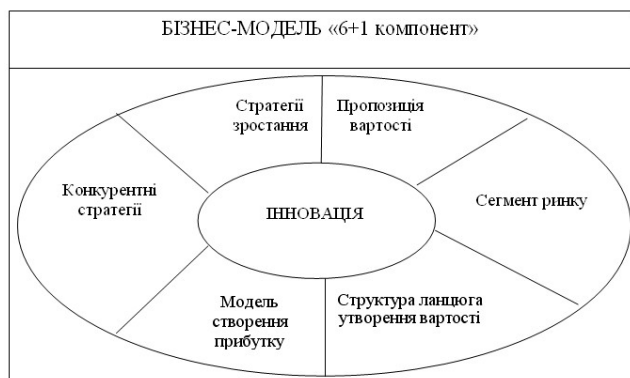 БІЗНЕС-МОДЕЛЬ «6+1 компонент»
Стратегії
зростання
Пропозиція
вартості
Конкурентні
стратегії
ІННОВАЦІЯ
Сегмент ринку
Модель
створення
прибутку
Структура ланцюга
утворення вартості